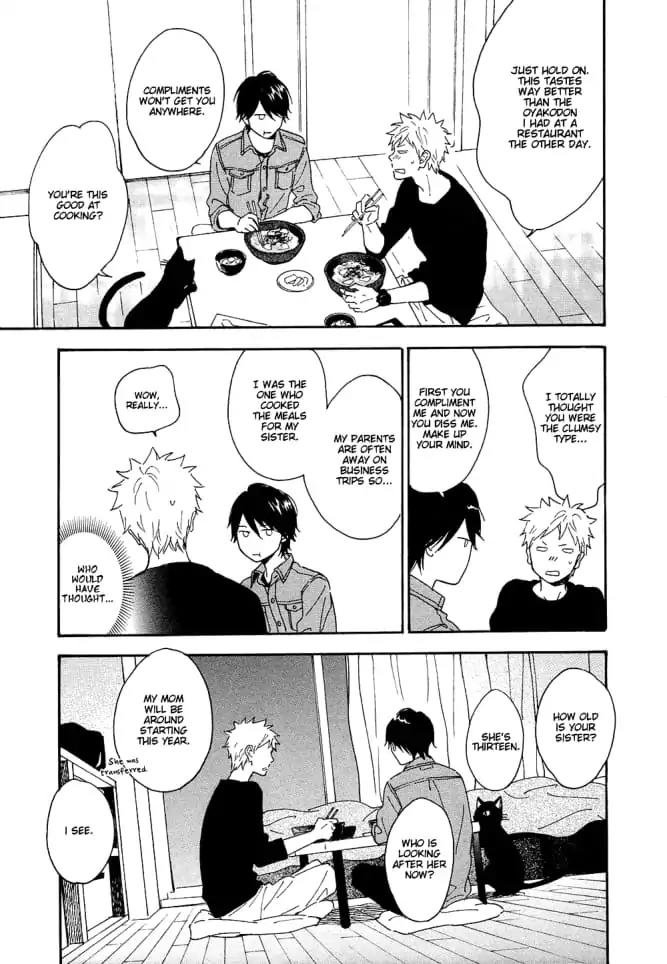 JUST HOLD ON.
THIS TASTES
WAY BETTER
THAN THE
OYAKODON
I HAD AT A
RESTAURANT
THE OTHER DAY.
COMPLIMENTS
WON'T GET YOU
ANYWHERE.
YOU'RE THIS
GOOD AT
COOKING?
I TOTALLY
THOUGHT
YOU WERE
THE CLUMSY
TYPE...
FIRST YOU
COMPLIMENT
ME AND NOW
YOU DISS ME.
MAKE UP
YOUR MIND.
MY PARENTS
ARE OFTEN
AWAY ON
BUSINESS
TRIPS SO...
I WAS THE
ONE WHO
COOKED
THE MEALS
FOR MY
SISTER.
WOW,
REALLY...
WHO
WOULD
HAVE
THOUGHT...
HOW OLD
IS YOUR
SISTER?
SHE'S
THIRTEEN.
WHO IS
LOOKING
AFTER HER
NOW?
MY MOM
WILL BE
AROUND
STARTING
THIS YEAR.
She was
transferred.
I SEE.